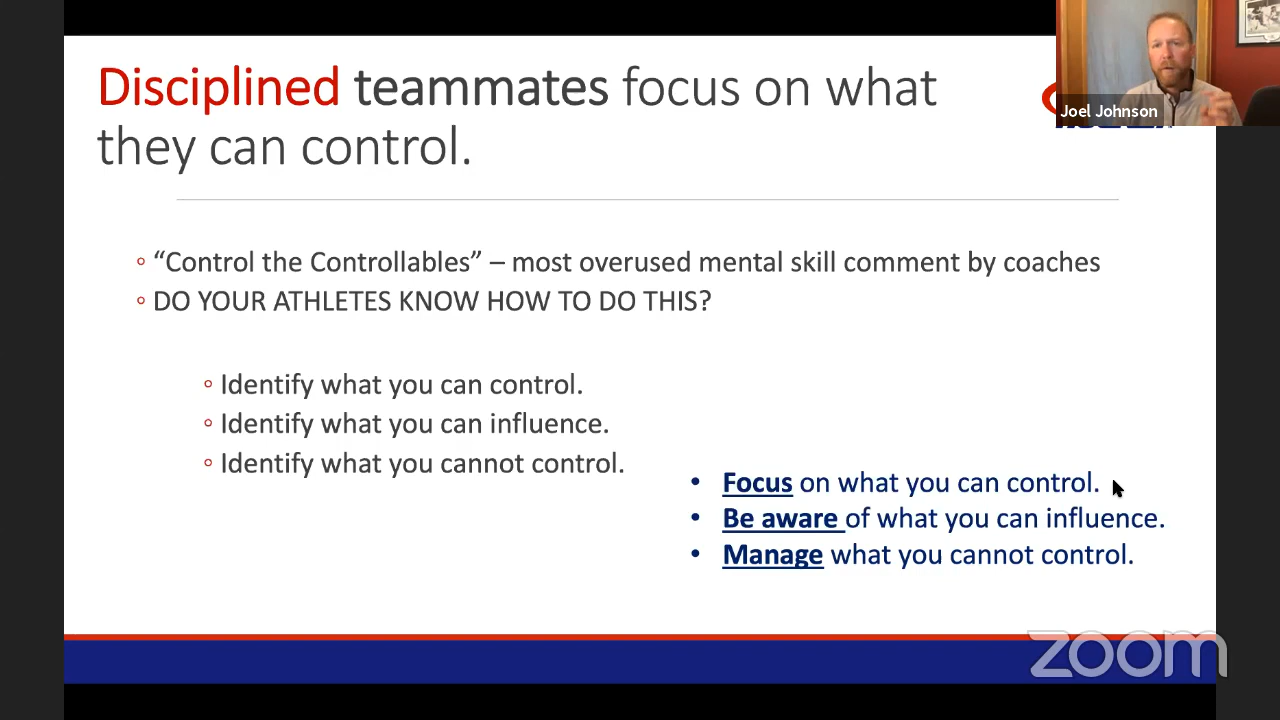 Disciplined teammates focus on what
they can control.
Joel Johnson
◦ “Control the Controllables” – most overused mental skill comment by coaches
◦ DO YOUR ATHLETES KNOW HOW TO DO THIS?
◦ Identify what you can control.
◦ Identify what you can influence.
◦ Identify what you cannot control.
• Focus on what you can control.
• Be aware of what you can influence.
• Manage what you cannot control.
zoom